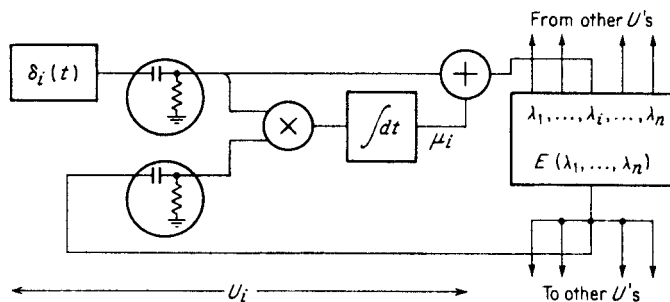 From other U's
δᵢ(t)
+
×
∫dt
μᵢ
λ₁,...,λᵢ,...,λₙ
E(λ₁,...,λₙ)
Uᵢ
To other U's